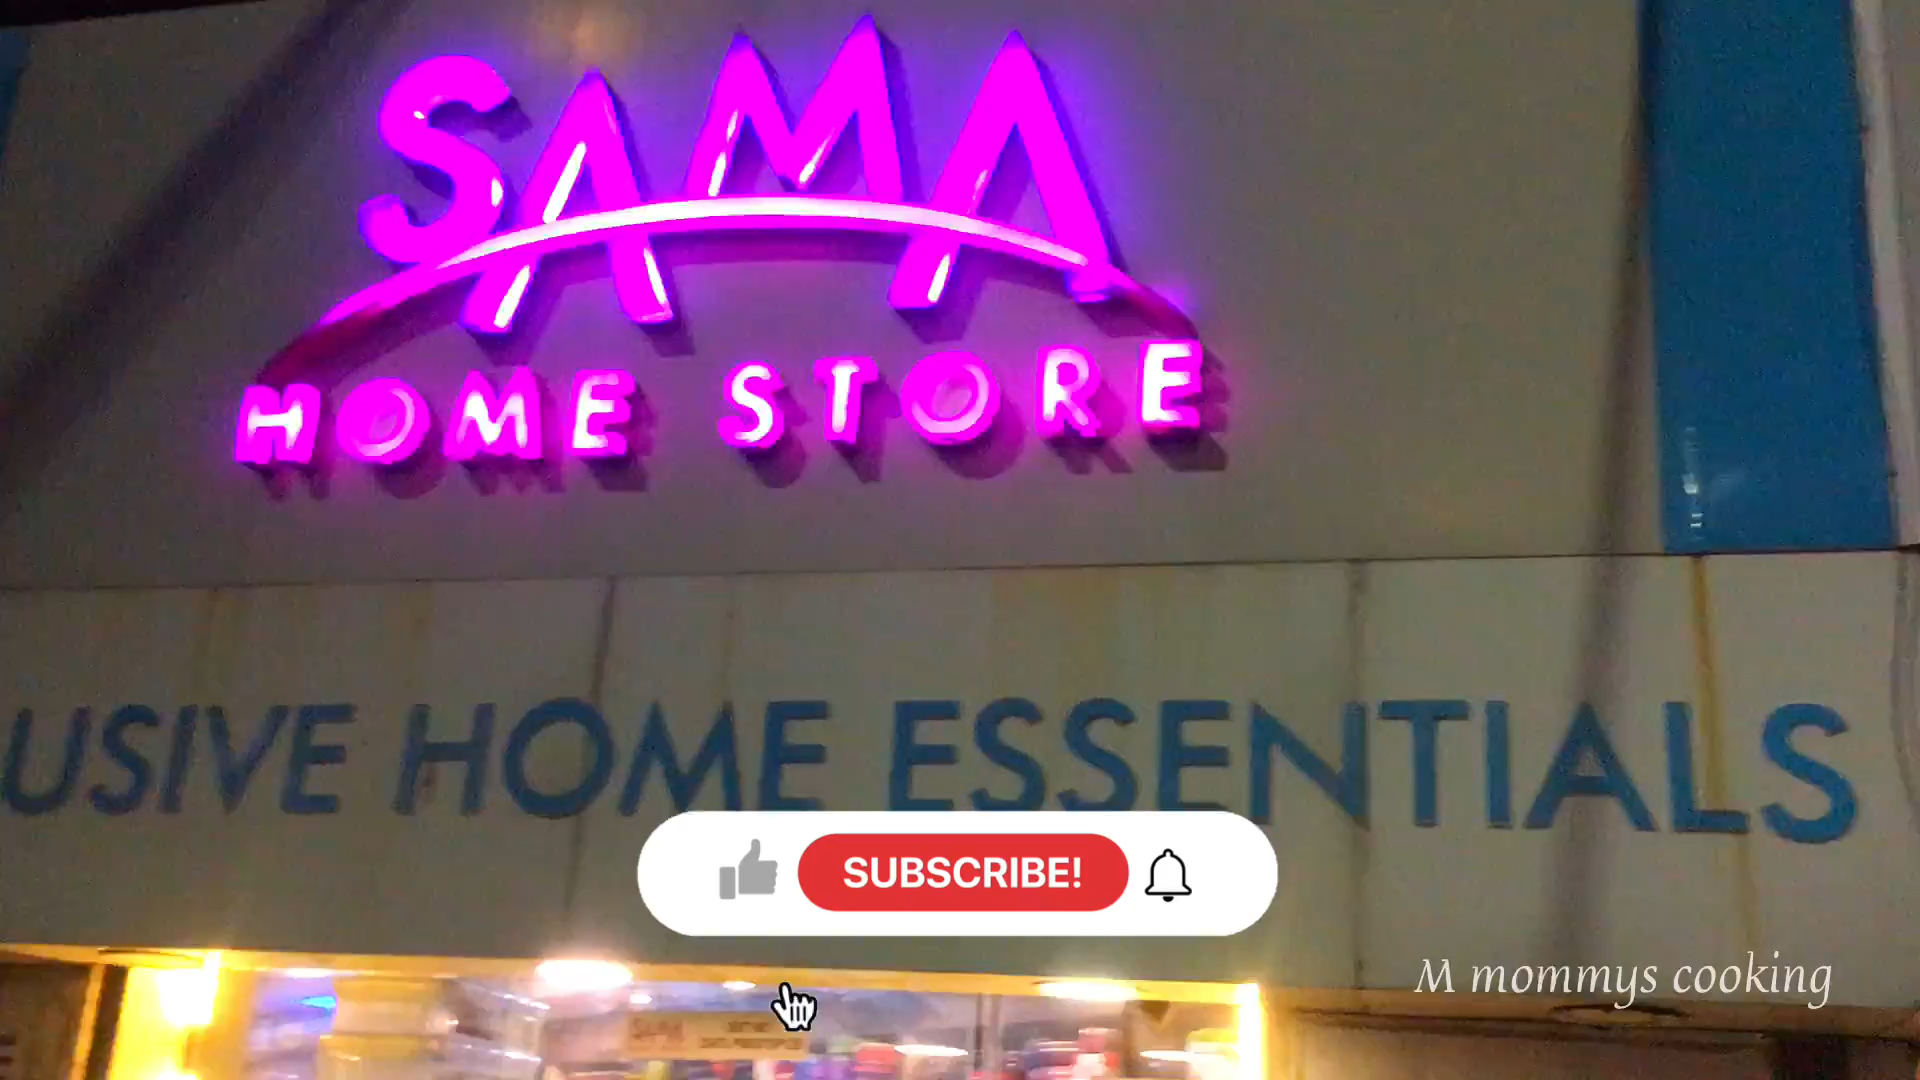 SAMA
HOME STORE
USIVE HOME ESSENTIALS
SUBSCRIBE!
M mommys cooking